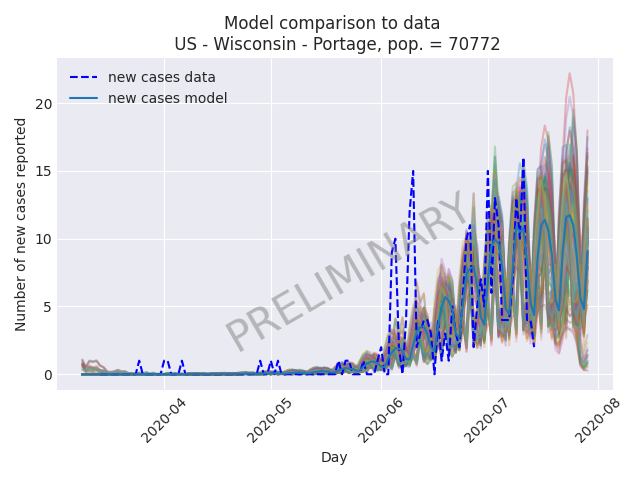 Model comparison to data
US - Wisconsin - Portage, pop. = 70772
new cases data
new cases model
Number of new cases reported
20
15
10
5
0
PRELIMINARY
2020-04
2020-05
2020-06
2020-07
2020-08
Day